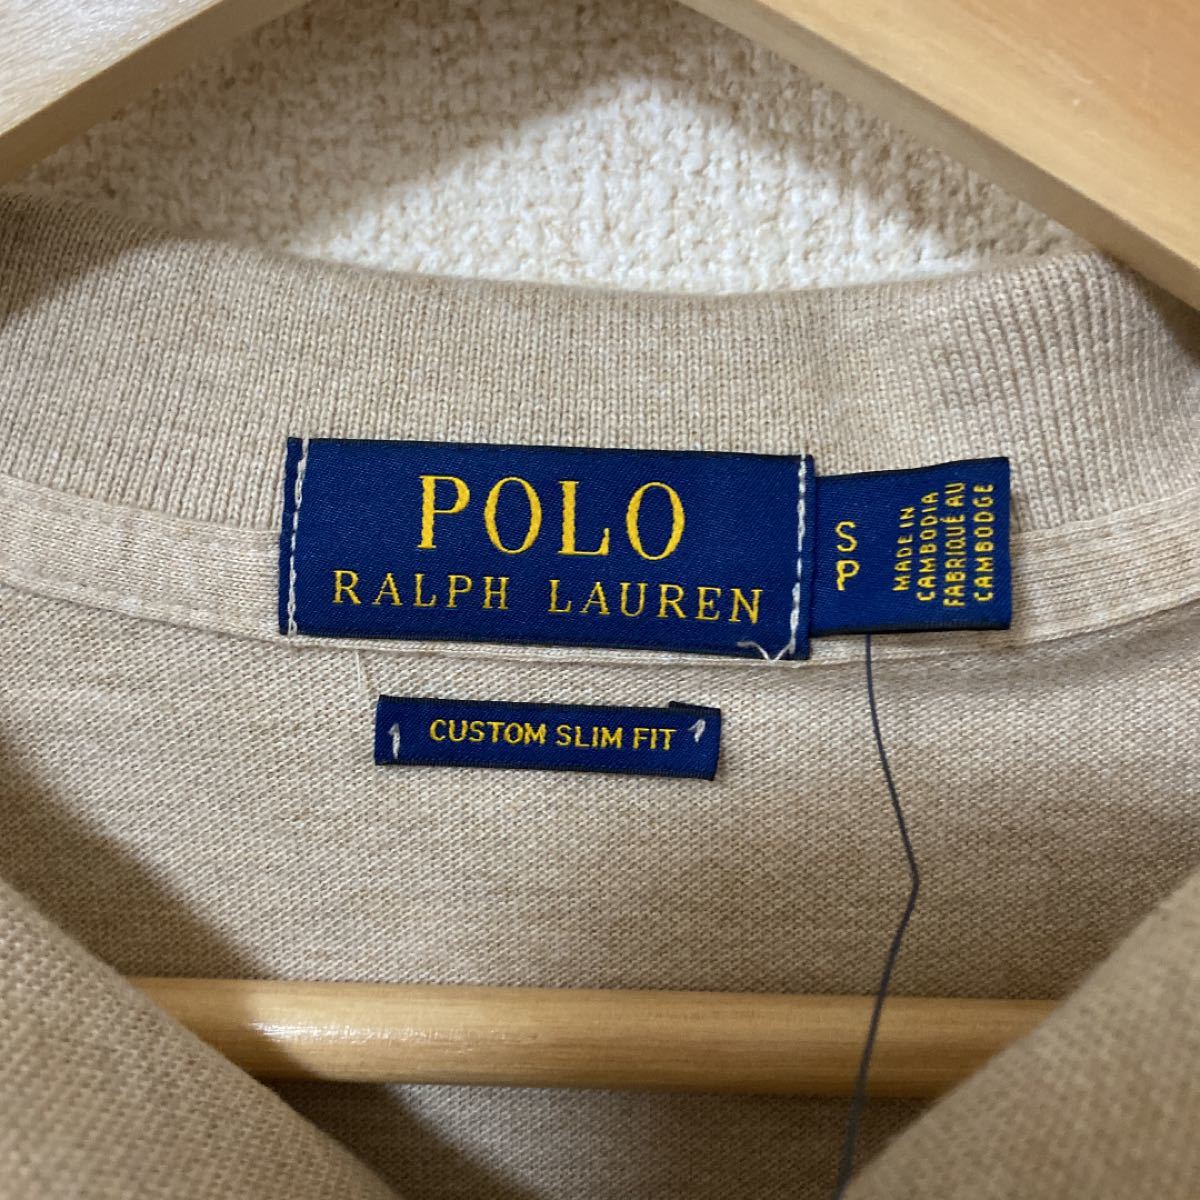 POLO
RALPH LAUREN
S
P
MADE IN
CAMBODIA
FABRIQUÉ AU
CAMBODGE
CUSTOM SLIM FIT